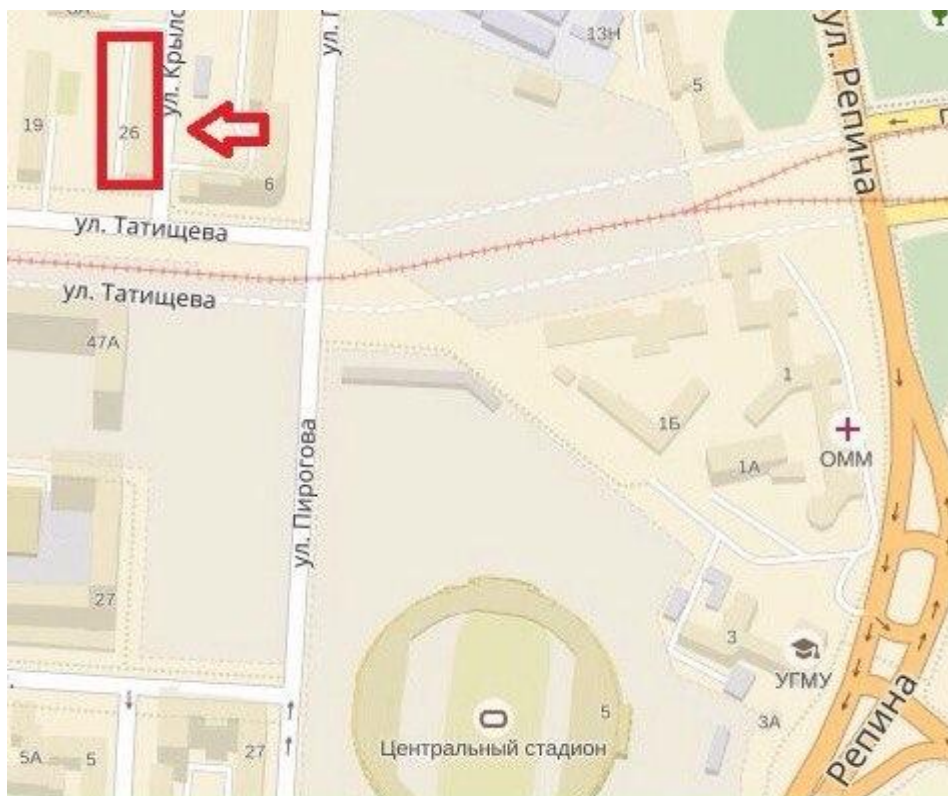 13Н
ул. Репина
ул. Крыло
5
19
26
6
ул. Татищева
ул. Татищева
47А
1
1Б
1А
ОММ
ул. Пирогова
27
3
УГМУ
5
3А
Центральный стадион
5А
5
27
Репина